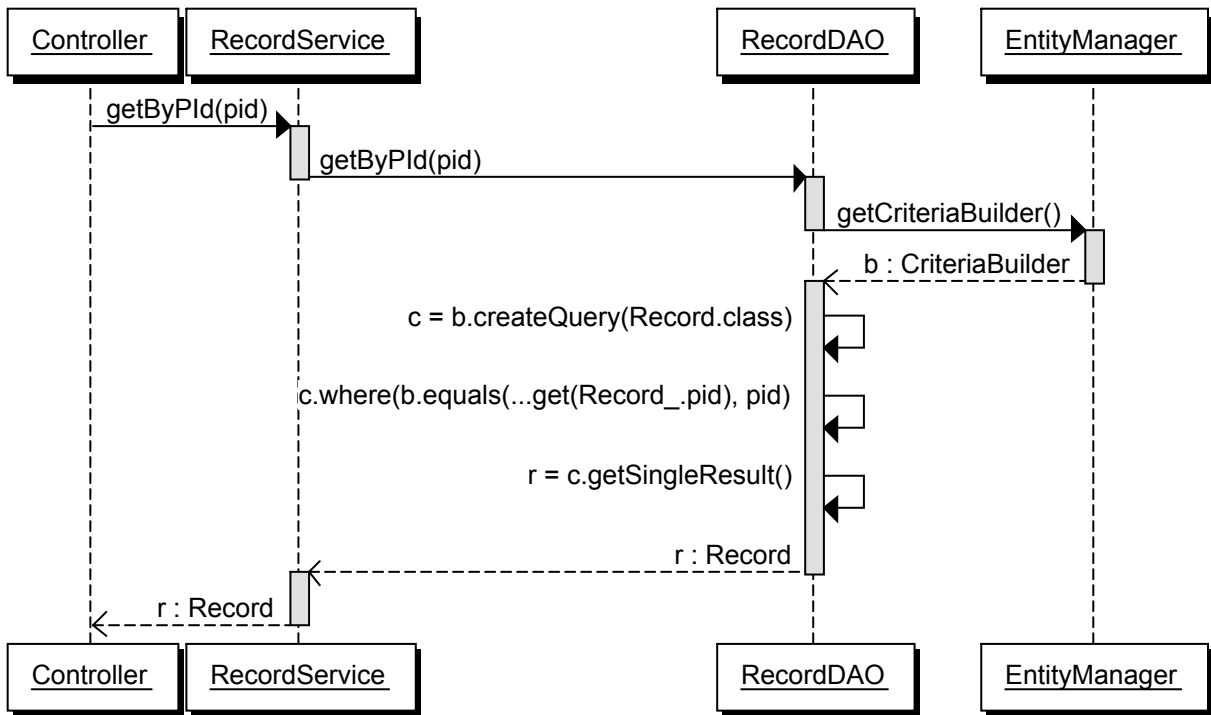 Controller
RecordService
RecordDAO
EntityManager
getByPId(pid)
getByPId(pid)
getCriteriaBuilder()
b : CriteriaBuilder
c = b.createQuery(Record.class)
c.where(b.equals(...get(Record_.pid), pid)
r = c.getSingleResult()
r : Record
r : Record
Controller
RecordService
RecordDAO
EntityManager